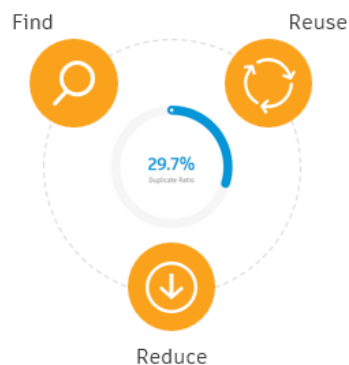 Find
Reuse
29.7%
Duplicate Ratio
Reduce